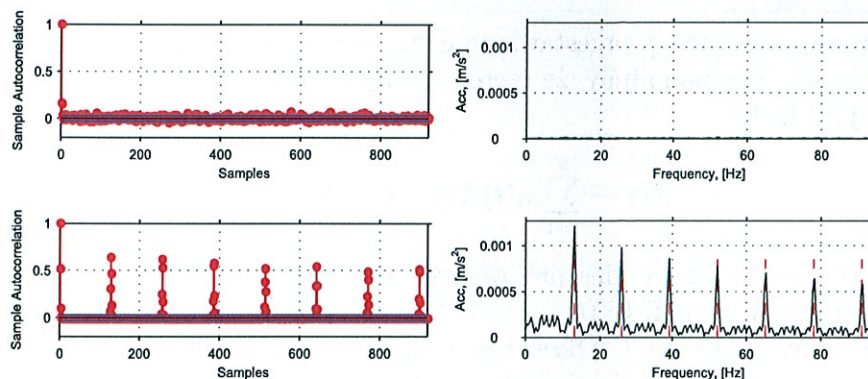 Sample Autocorrelation
1
0.5
0
0 200 400 600 800
Samples
Acc, [m/s²]
0.001
0.0005
0
0 20 40 60 80
Frequency, [Hz]
Sample Autocorrelation
1
0.5
0
0 200 400 600 800
Samples
Acc, [m/s²]
0.001
0.0005
0
0 20 40 60 80
Frequency, [Hz]